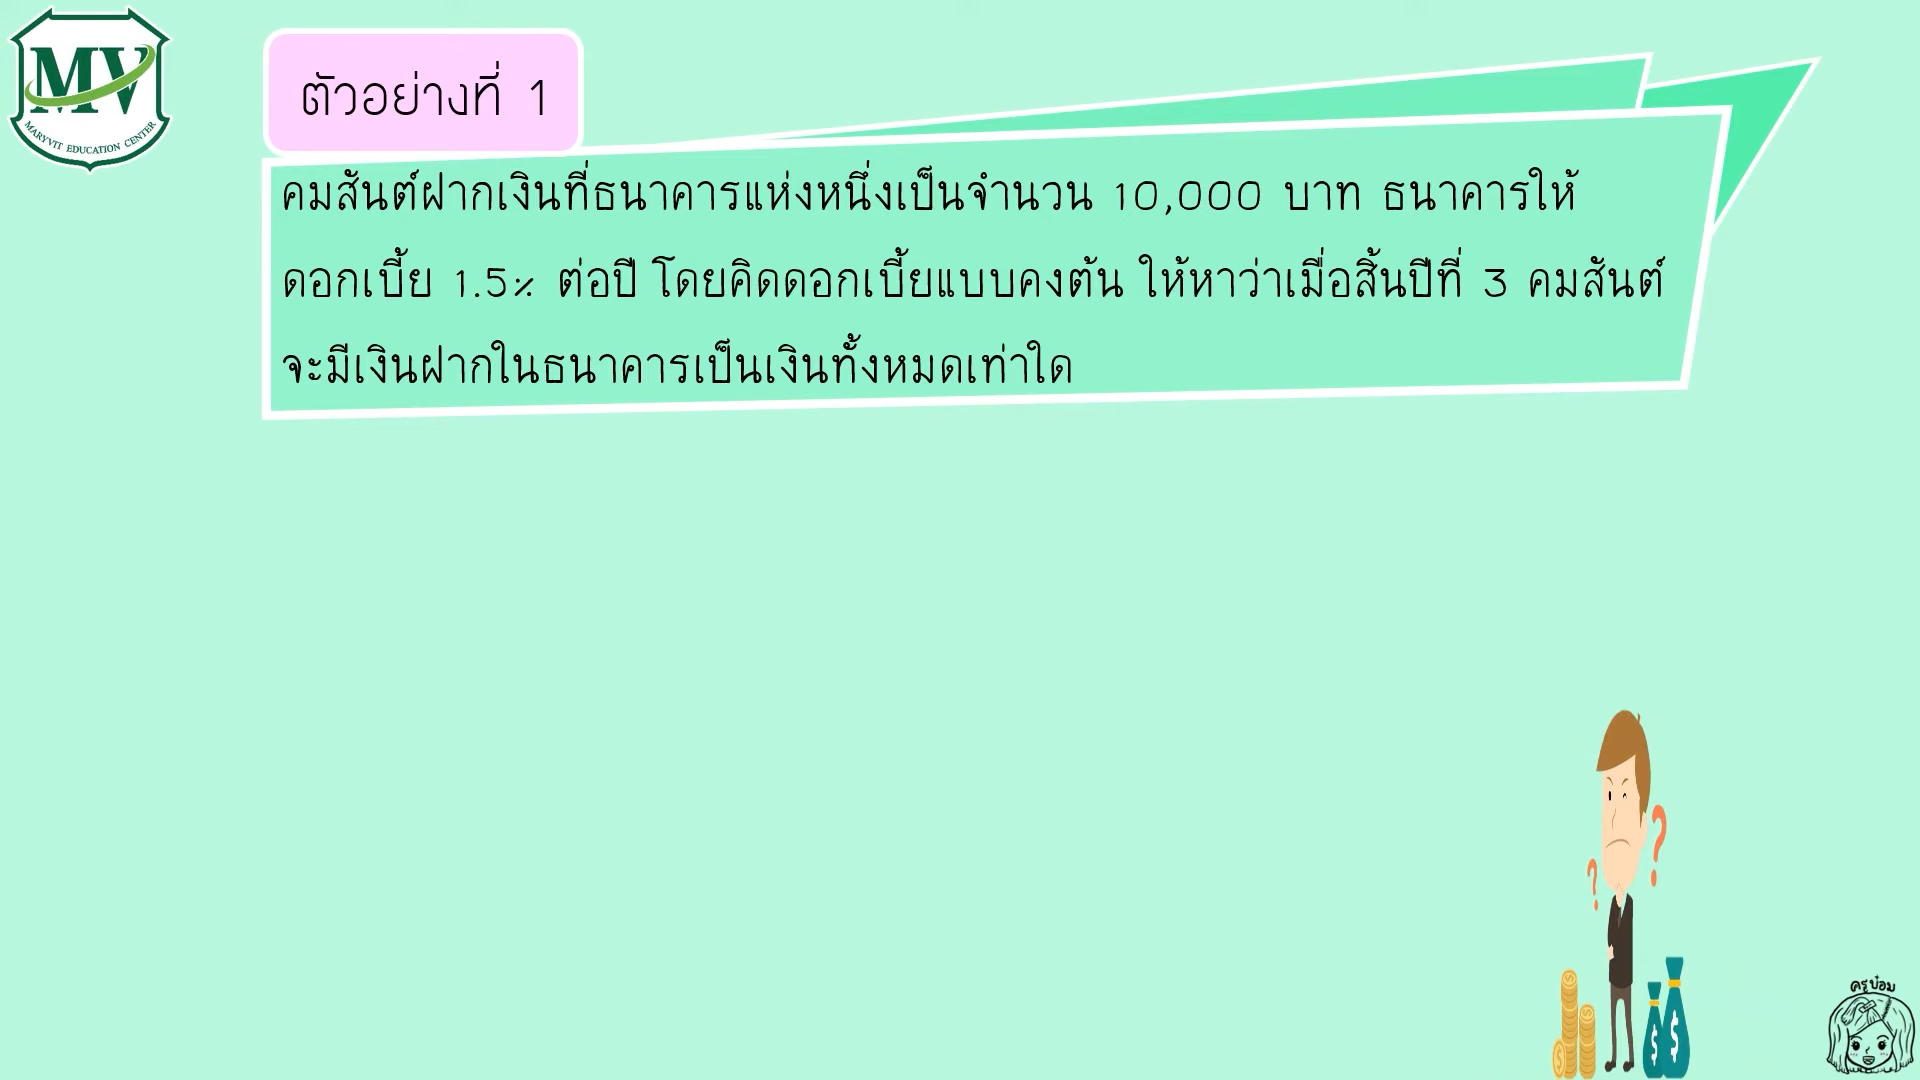 MV
MARYVIT EDUCATION CENTER
ตัวอย่างที่ 1
คมสันต์ฝากเงินที่ธนาคารแห่งหนึ่งเป็นจำนวน 10,000 บาท ธนาคารให้
ดอกเบี้ย 1.5% ต่อปี โดยคิดดอกเบี้ยแบบคงต้น ให้หาว่าเมื่อสิ้นปีที่ 3 คมสันต์
จะมีเงินฝากในธนาคารเป็นเงินทั้งหมดเท่าใด
? ?
$ $
ครูป๋อม